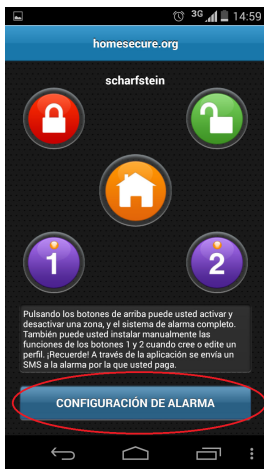 3G 14:59
homesecure.org
scharfstein
1 2
Pulsando los botones de arriba puede usted activar y
desactivar una zona, y el sistema de alarma completo.
También puede usted instalar manualmente las
funciones de los botones 1 y 2 cuando cree o edite un
perfil. ¡Recuerde! A través de la aplicación se envía un
SMS a la alarma por la que usted paga.
CONFIGURACIÓN DE ALARMA